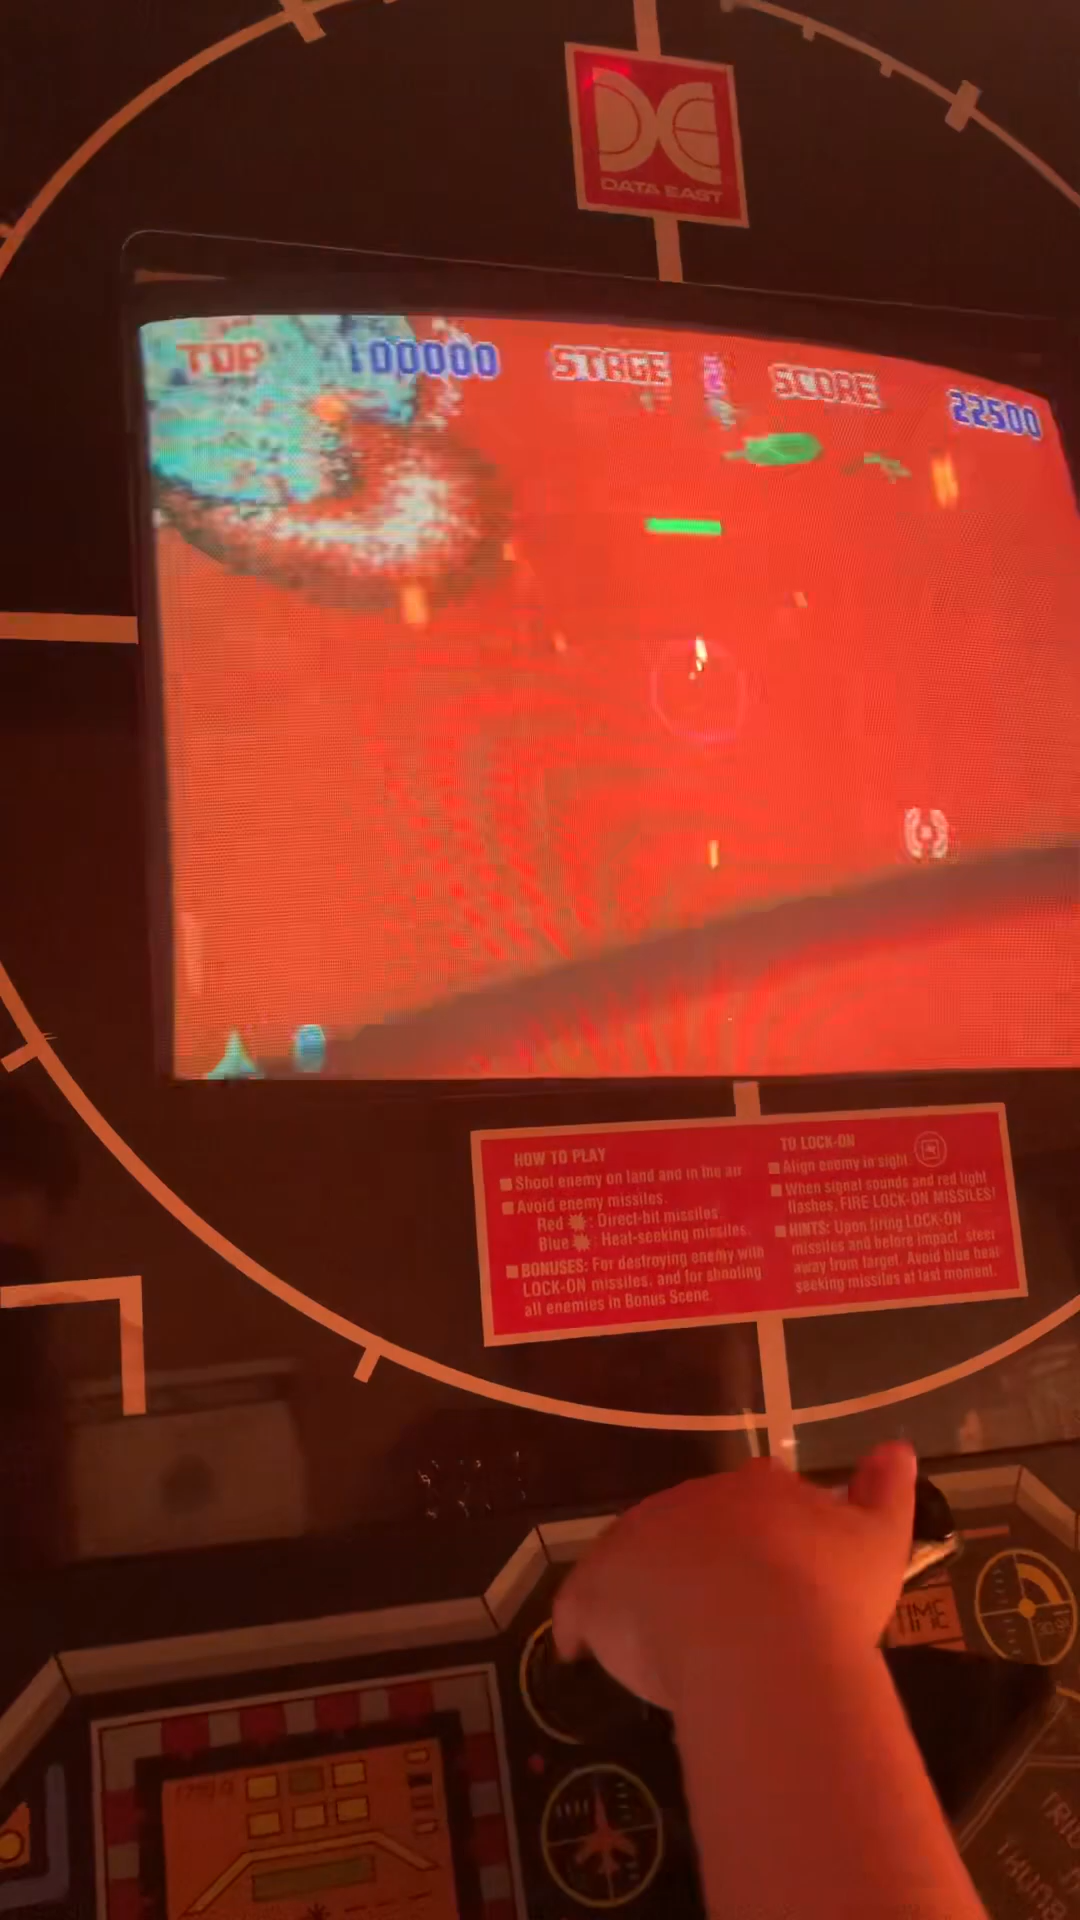 DATA EAST
TOP 100000 STAGE 2 SCORE 22500
HOW TO PLAY
■ Shoot enemy on land and in the air
■ Avoid enemy missiles.
Red : Direct-hit missiles.
Blue : Heat-seeking missiles.
■ BONUSES: For destroying enemy with
LOCK-ON missiles, and for shooting
all enemies in Bonus Scene.
TO LOCK-ON
■ Align enemy in sight
■ When signal sounds and red light
flashes, FIRE LOCK-ON MISSILES!
■ HINTS: Upon firing LOCK-ON
missiles and before impact, steer
away from target. Avoid blue heat
seeking missiles at last moment.
TIME